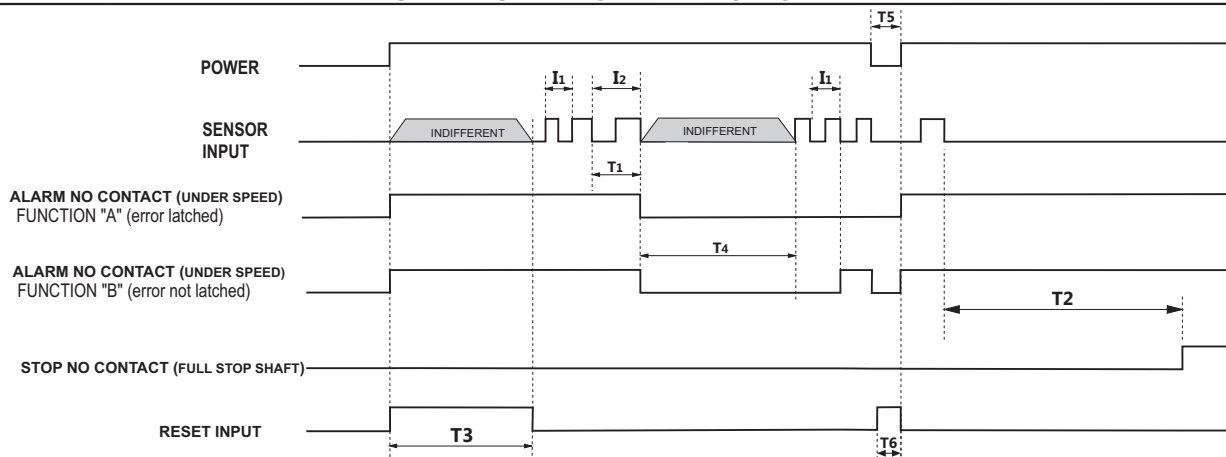 T5
POWER
I1 I2 I1
SENSOR
INPUT
INDIFFERENT INDIFFERENT
T1
ALARM NO CONTACT (UNDER SPEED)
FUNCTION "A" (error latched)
T4
ALARM NO CONTACT (UNDER SPEED)
FUNCTION "B" (error not latched)
T2
STOP NO CONTACT (FULL STOP SHAFT)
RESET INPUT
T3 T6